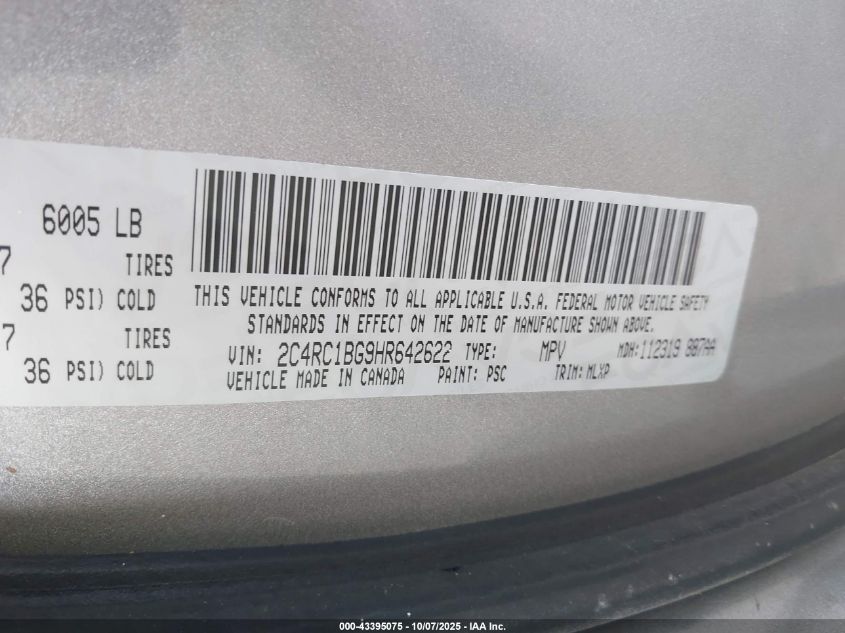 6005 LB
7 TIRES
36 PSI) COLD
7 TIRES
36 PSI) COLD
THIS VEHICLE CONFORMS TO ALL APPLICABLE U.S.A. FEDERAL MOTOR VEHICLE SAFETY
STANDARDS IN EFFECT ON THE DATE OF MANUFACTURE SHOWN ABOVE.
VIN: 2C4RC1BG9HR642622 TYPE: MPV MDH: 112319 887AA
VEHICLE MADE IN CANADA PAINT: PSC TRIM: MLXP
000-43395075 - 10/07/2025 - IAA Inc.